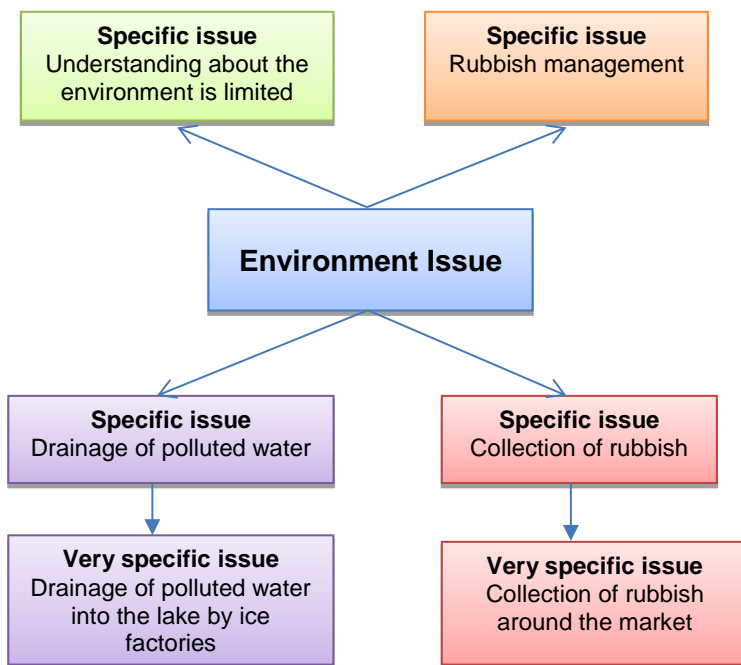 Specific issue
Understanding about the
environment is limited
Specific issue
Rubbish management
Environment Issue
Specific issue
Drainage of polluted water
Specific issue
Collection of rubbish
Very specific issue
Drainage of polluted water
into the lake by ice
factories
Very specific issue
Collection of rubbish
around the market